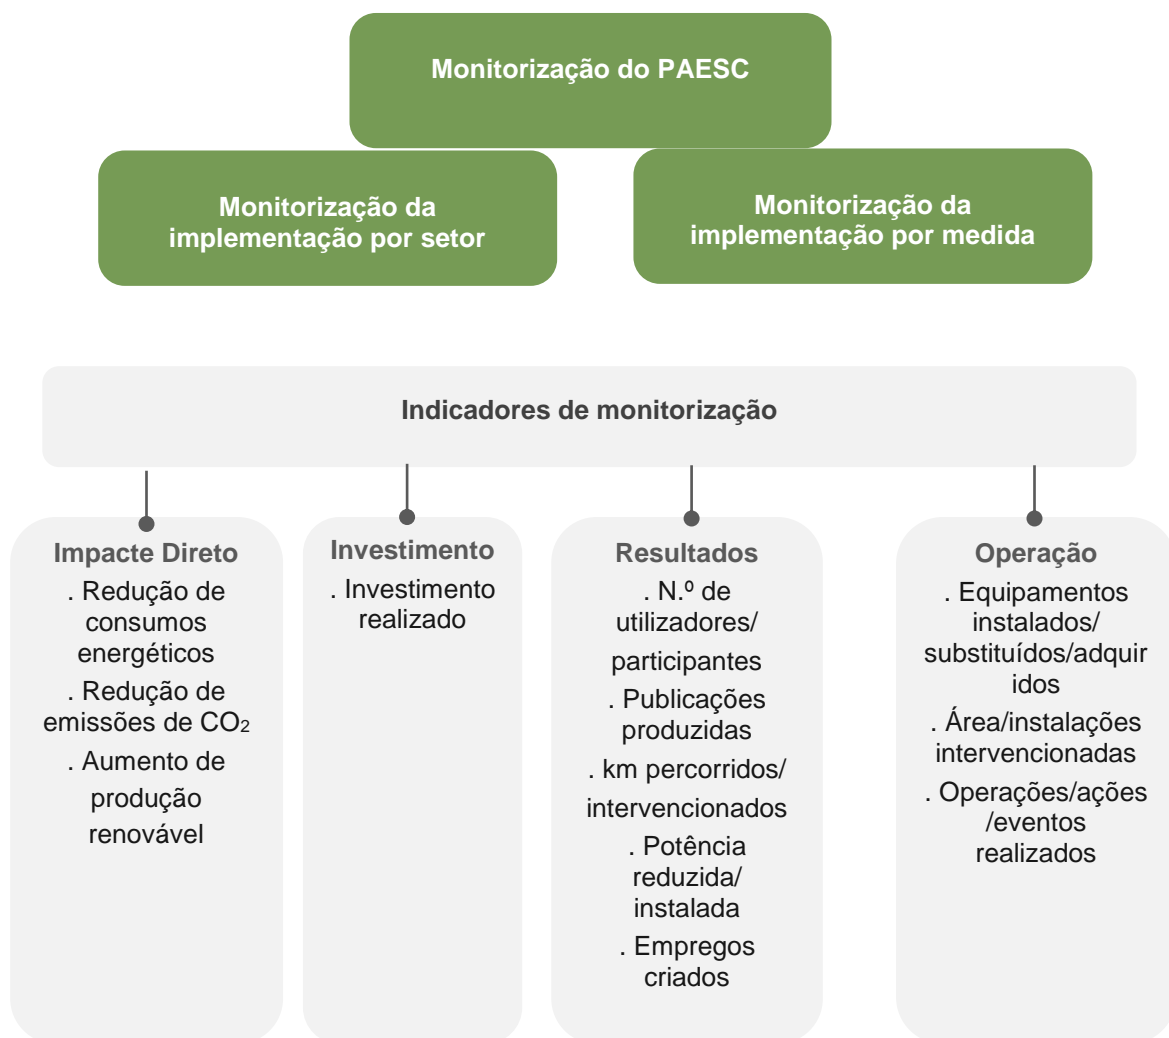 Monitorização do PAESC
Monitorização da
implementação por setor
Monitorização da
implementação por medida
Indicadores de monitorização
Impacte Direto
. Redução de
consumos
energéticos
. Redução de
emissões de CO₂
. Aumento de
produção
renovável
Investimento
. Investimento
realizado
Resultados
. N.º de
utilizadores/
participantes
. Publicações
produzidas
. km percorridos/
intervencionados
. Potência
reduzida/
instalada
. Empregos
criados
Operação
. Equipamentos
instalados/
substituídos/adquir
idos
. Área/instalações
intervencionadas
. Operações/ações
/eventos
realizados